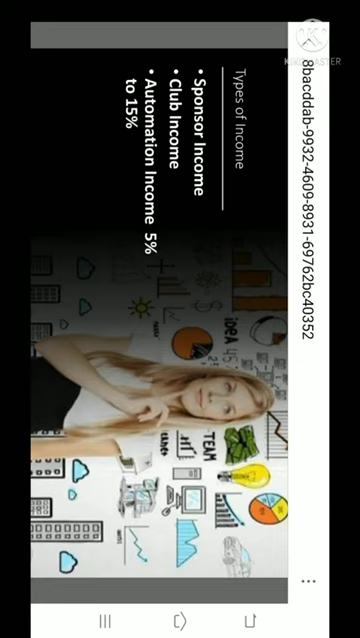 8bacddab-9932-4609-8931-69762bc40352
KINEMASTER
Types of Income
• Sponsor Income
• Club Income
• Automation Income 5%
to 15%
iDEA
TEAM